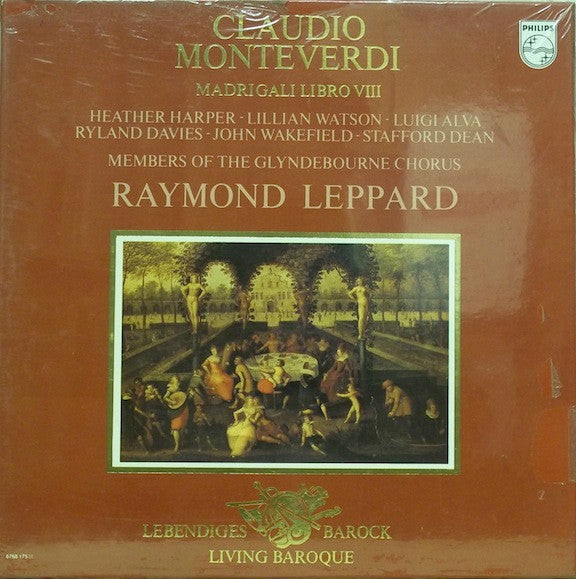 CLAUDIO
MONTEVERDI
PHILIPS
MADRIGALI LIBRO VIII
HEATHER HARPER · LILLIAN WATSON · LUIGI ALVA
RYLAND DAVIES · JOHN WAKEFIELD · STAFFORD DEAN
MEMBERS OF THE GLYNDEBOURNE CHORUS
RAYMOND LEPPARD
LEBENDIGES BAROCK
LIVING BAROQUE